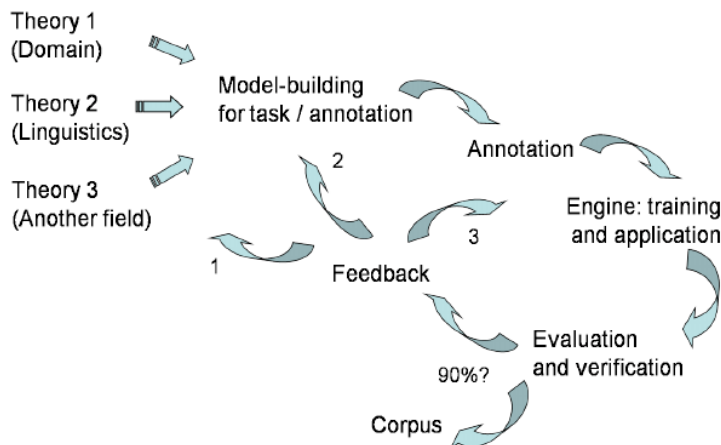 Theory 1
(Domain)
Theory 2
(Linguistics)
Theory 3
(Another field)
Model-building
for task / annotation
Annotation
Engine: training
and application
Evaluation
and verification
90%?
Corpus
Feedback
1
2
3